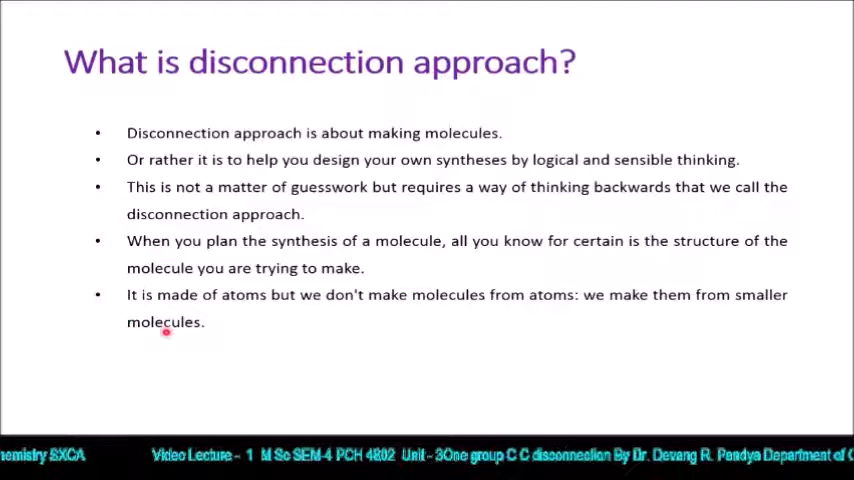 What is disconnection approach?
• Disconnection approach is about making molecules.
• Or rather it is to help you design your own syntheses by logical and sensible thinking.
• This is not a matter of guesswork but requires a way of thinking backwards that we call the
disconnection approach.
• When you plan the synthesis of a molecule, all you know for certain is the structure of the
molecule you are trying to make.
• It is made of atoms but we don't make molecules from atoms: we make them from smaller
molecules.
hemistry SXCA Video Lecture - 1 M Sc SEM-4 PCH 4802 Unit - 3One group C C disconnection By Dr. Devang R. Pandya Department of C